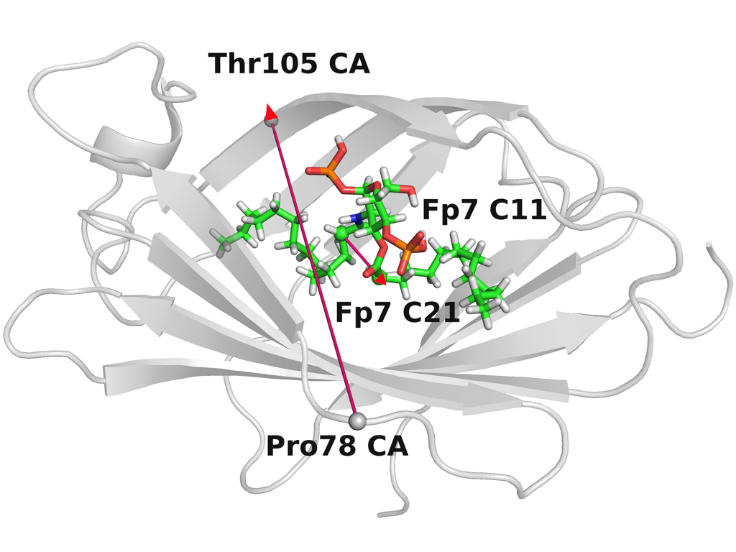 Thr105 CA
Fp7 C11
Fp7 C21
Pro78 CA